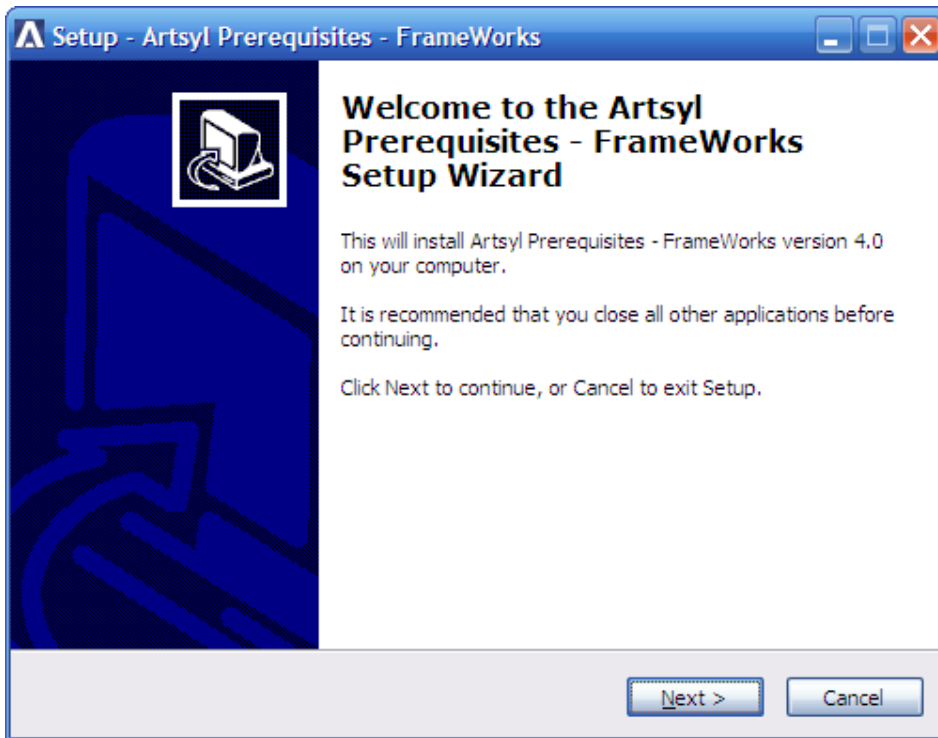 Setup - Artsyl Prerequisites - FrameWorks
Welcome to the Artsyl
Prerequisites - FrameWorks
Setup Wizard
This will install Artsyl Prerequisites - FrameWorks version 4.0
on your computer.
It is recommended that you close all other applications before
continuing.
Click Next to continue, or Cancel to exit Setup.
Next >
Cancel